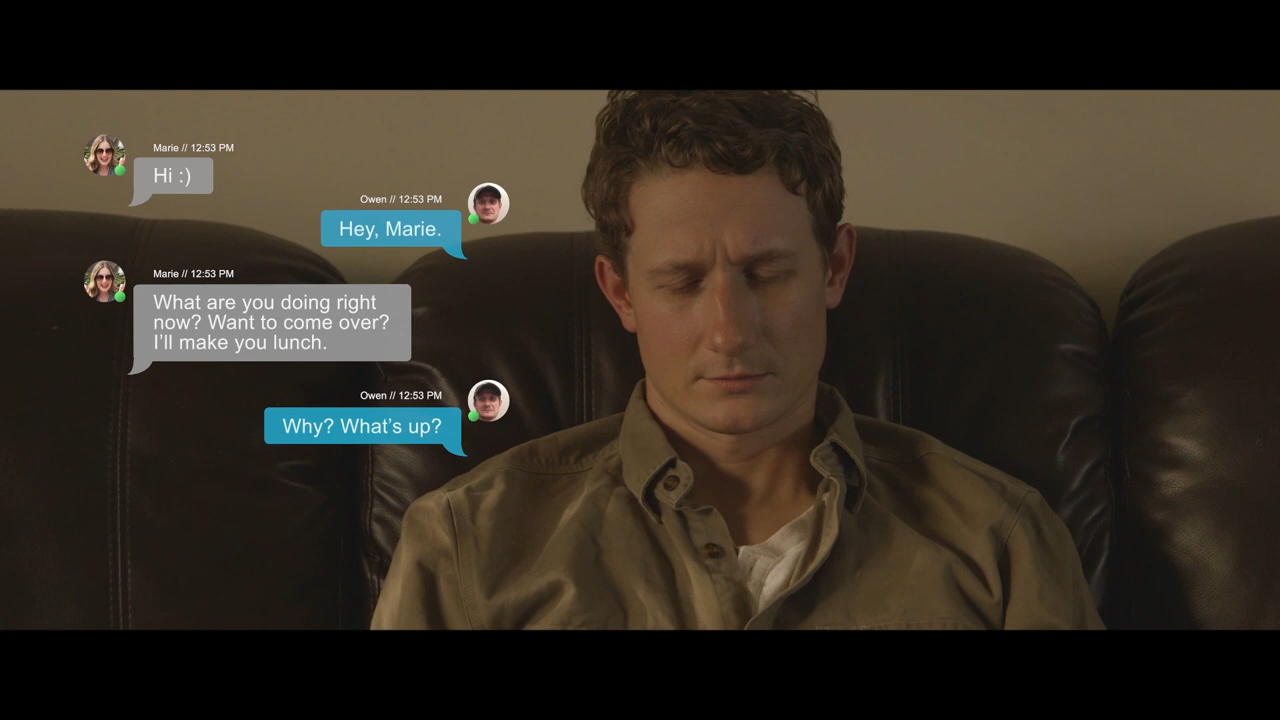 Marie // 12:53 PM
Hi :)
Owen // 12:53 PM
Hey, Marie.
Marie // 12:53 PM
What are you doing right
now? Want to come over?
I'll make you lunch.
Owen // 12:53 PM
Why? What's up?